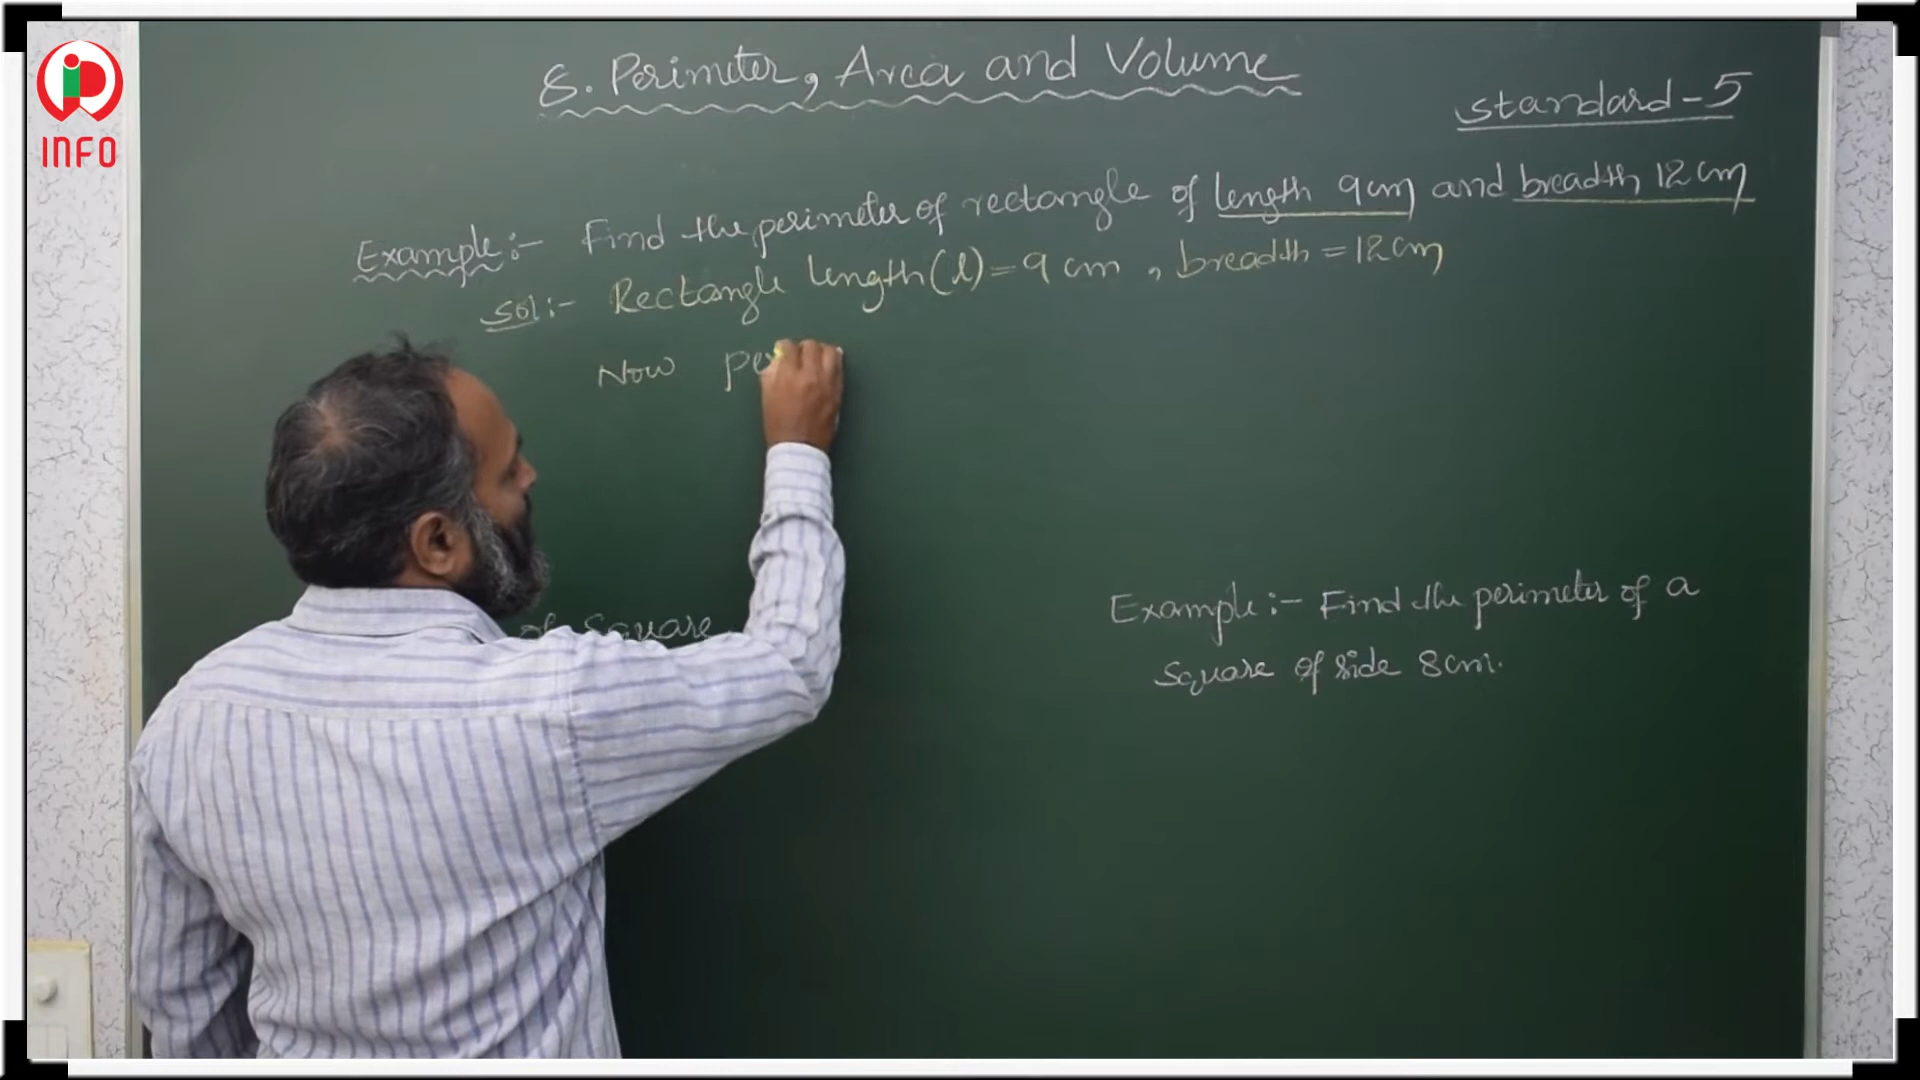 INFO
8. Perimeter, Area and Volume
standard-5
Example:- Find the perimeter of rectangle of length 9cm and breadth 12cm
Sol:- Rectangle length(l)=9 cm, breadth=12cm
Now pe
of Square
Example:- Find the perimeter of a
Square of side 8cm.